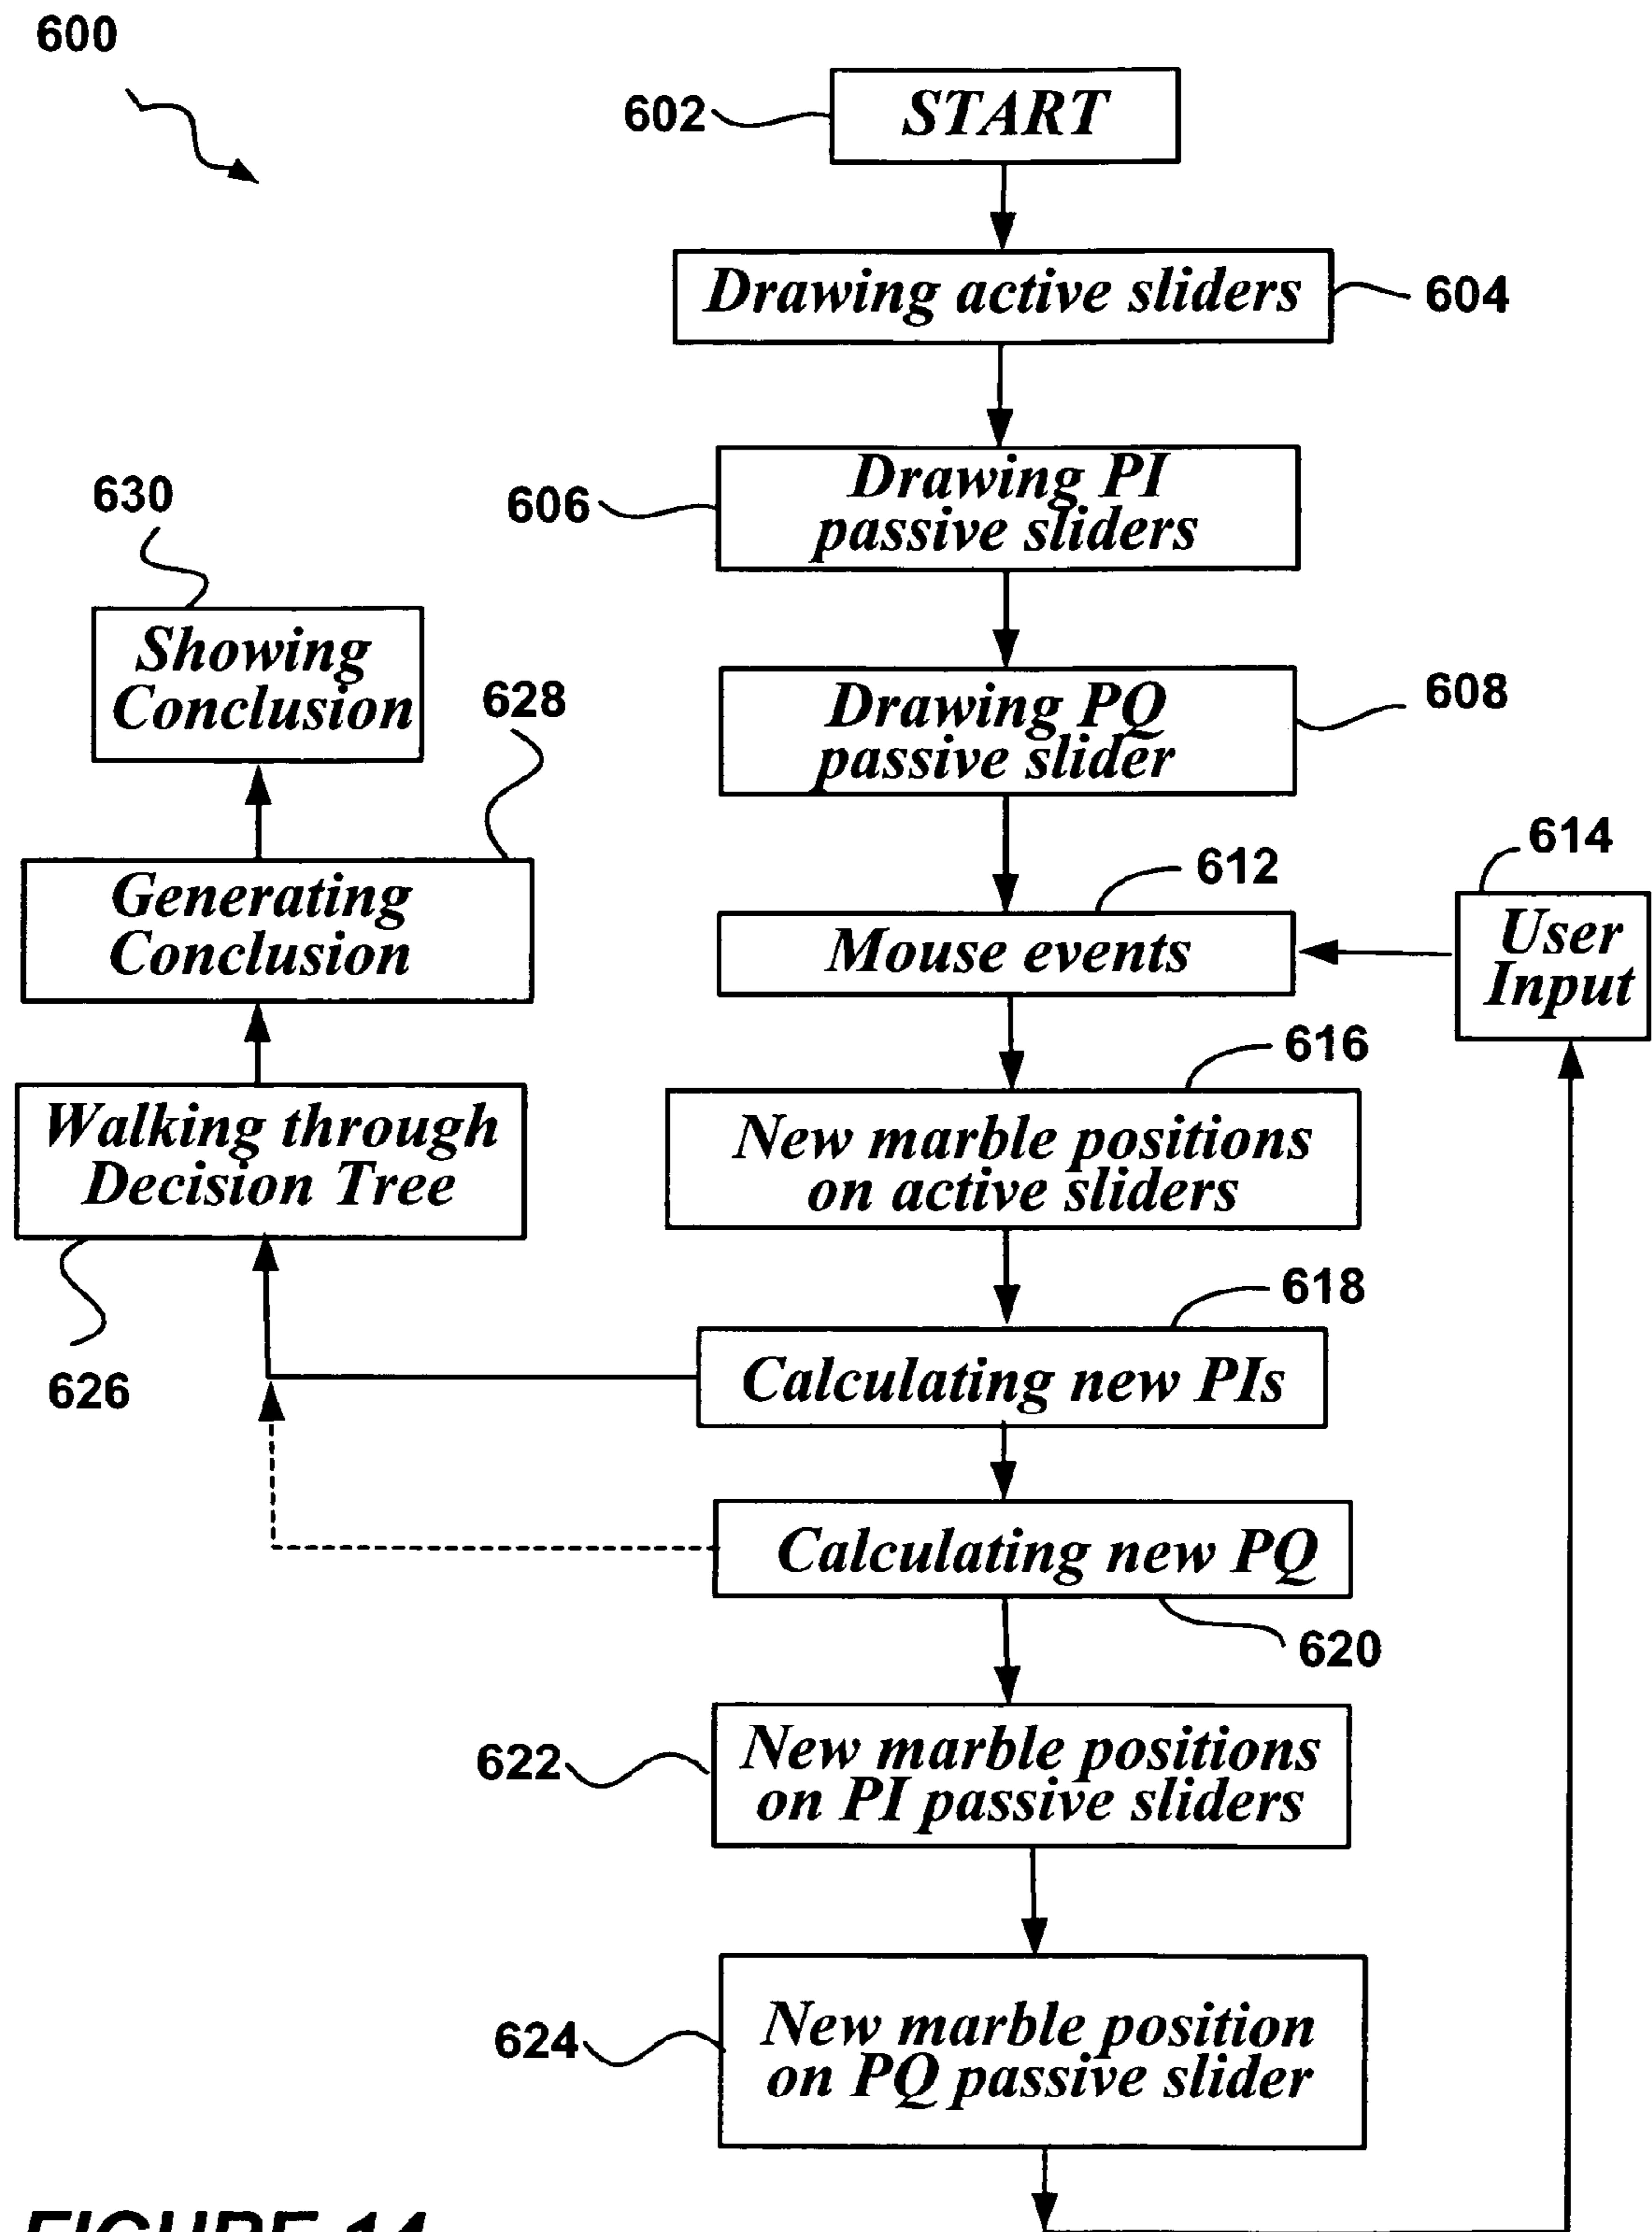 600
602
START
Drawing active sliders
604
606
Drawing PI
passive sliders
630
Showing
Conclusion
628
Drawing PQ
passive slider
608
Generating
Conclusion
612
Mouse events
614
User
Input
616
Walking through
Decision Tree
New marble positions
on active sliders
618
626
Calculating new PIs
Calculating new PQ
620
622
New marble positions
on PI passive sliders
624
New marble position
on PQ passive slider
FIGURE 14